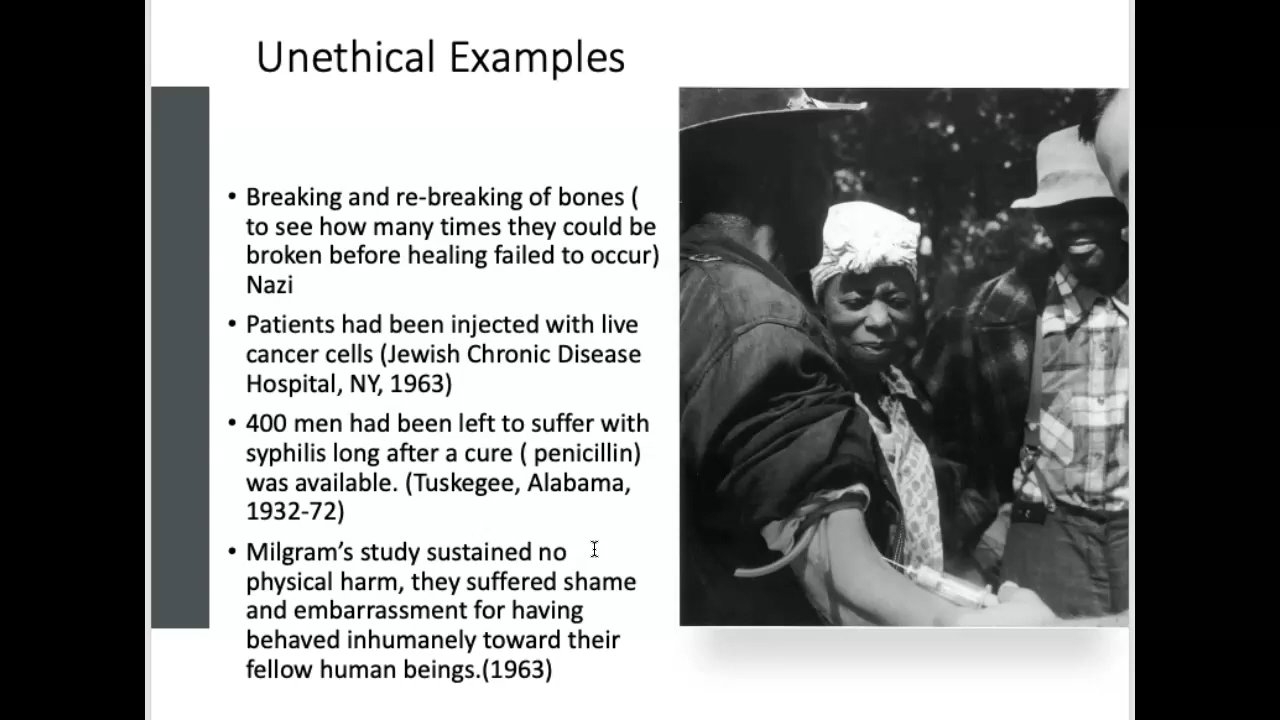 Unethical Examples
• Breaking and re-breaking of bones (
to see how many times they could be
broken before healing failed to occur)
Nazi
• Patients had been injected with live
cancer cells (Jewish Chronic Disease
Hospital, NY, 1963)
• 400 men had been left to suffer with
syphilis long after a cure ( penicillin)
was available. (Tuskegee, Alabama,
1932-72)
• Milgram’s study sustained no
physical harm, they suffered shame
and embarrassment for having
behaved inhumanely toward their
fellow human beings.(1963)